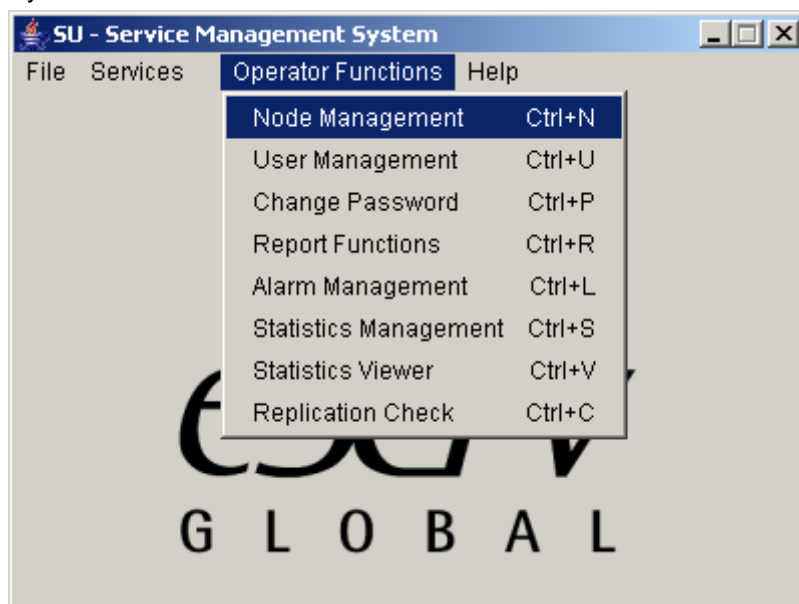 SU - Service Management System
File Services Operator Functions Help
Node Management Ctrl+N
User Management Ctrl+U
Change Password Ctrl+P
Report Functions Ctrl+R
Alarm Management Ctrl+L
Statistics Management Ctrl+S
Statistics Viewer Ctrl+V
Replication Check Ctrl+C
GLOBAL